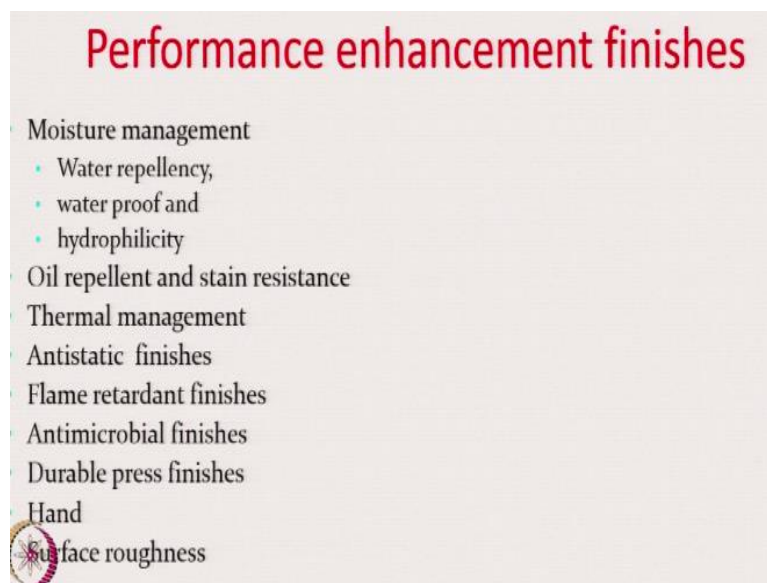 Performance enhancement finishes
Moisture management
Water repellency,
water proof and
hydrophilicity
Oil repellent and stain resistance
Thermal management
Antistatic finishes
Flame retardant finishes
Antimicrobial finishes
Durable press finishes
Hand
Surface roughness